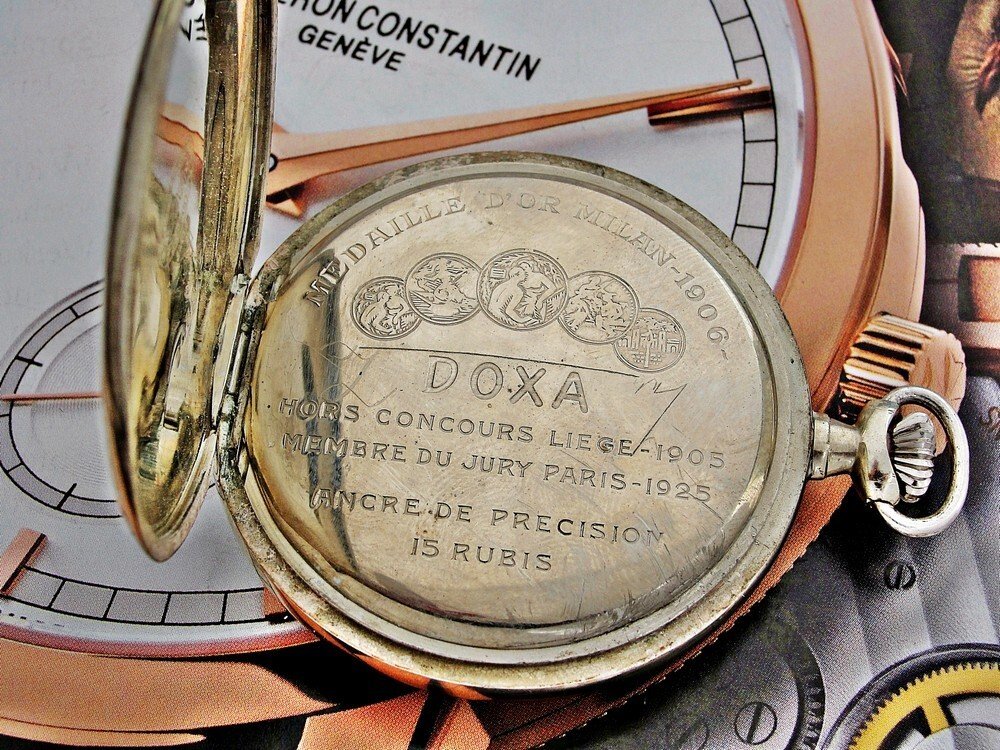 CONSTANTIN
GENÈVE
MEDAILLE D'OR MILAN-1906-
DOXA
HORS CONCOURS LIEGE-1905
MEMBRE DU JURY PARIS-1925
ANCRE DE PRECISION
15 RUBIS